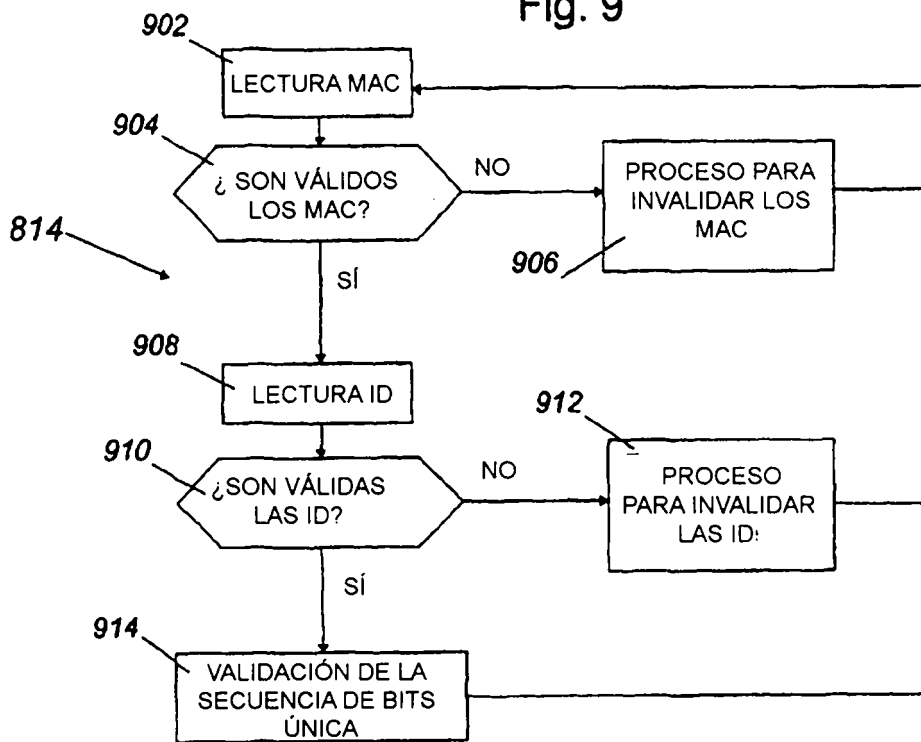 Fig. 9
902
LECTURA MAC
904
¿ SON VÁLIDOS
LOS MAC?
NO
PROCESO PARA
INVALIDAR LOS
MAC
906
814
SÍ
908
LECTURA ID
910
¿SON VÁLIDAS
LAS ID?
NO
912
PROCESO
PARA INVALIDAR
LAS ID:
SÍ
914
VALIDACIÓN DE LA
SECUENCIA DE BITS
ÚNICA